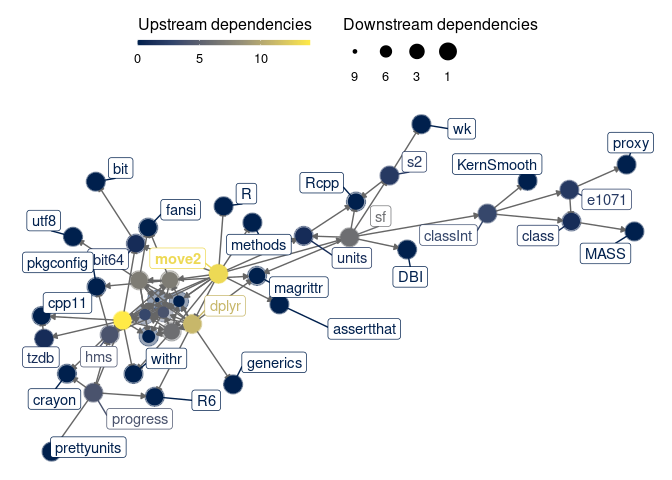 Upstream dependencies
Downstream dependencies
0 5 10
9 6 3 1
wk
proxy
s2
KernSmooth
bit
Rcpp
R
e1071
fansi
sf
utf8
classInt
class
methods
MASS
units
move2
bit64
pkgconfig
DBI
magrittr
cpp11
dplyr
assertthat
tzdb
hms
withr
generics
crayon
R6
progress
prettyunits